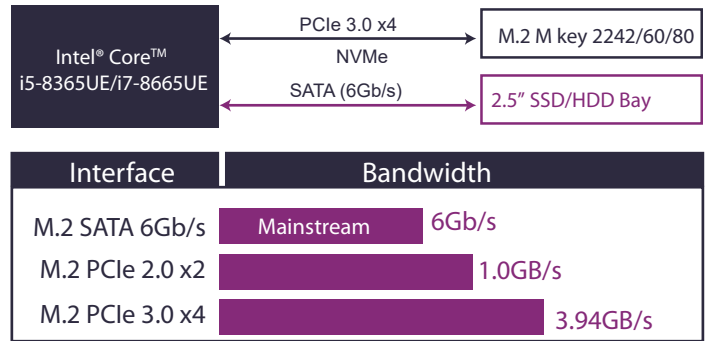 Intel® Core™
i5-8365UE/i7-8665UE
PCIe 3.0 x4
NVMe
M.2 M key 2242/60/80
SATA (6Gb/s)
2.5” SSD/HDD Bay
Interface Bandwidth
M.2 SATA 6Gb/s Mainstream 6Gb/s
M.2 PCIe 2.0 x2 1.0GB/s
M.2 PCIe 3.0 x4 3.94GB/s